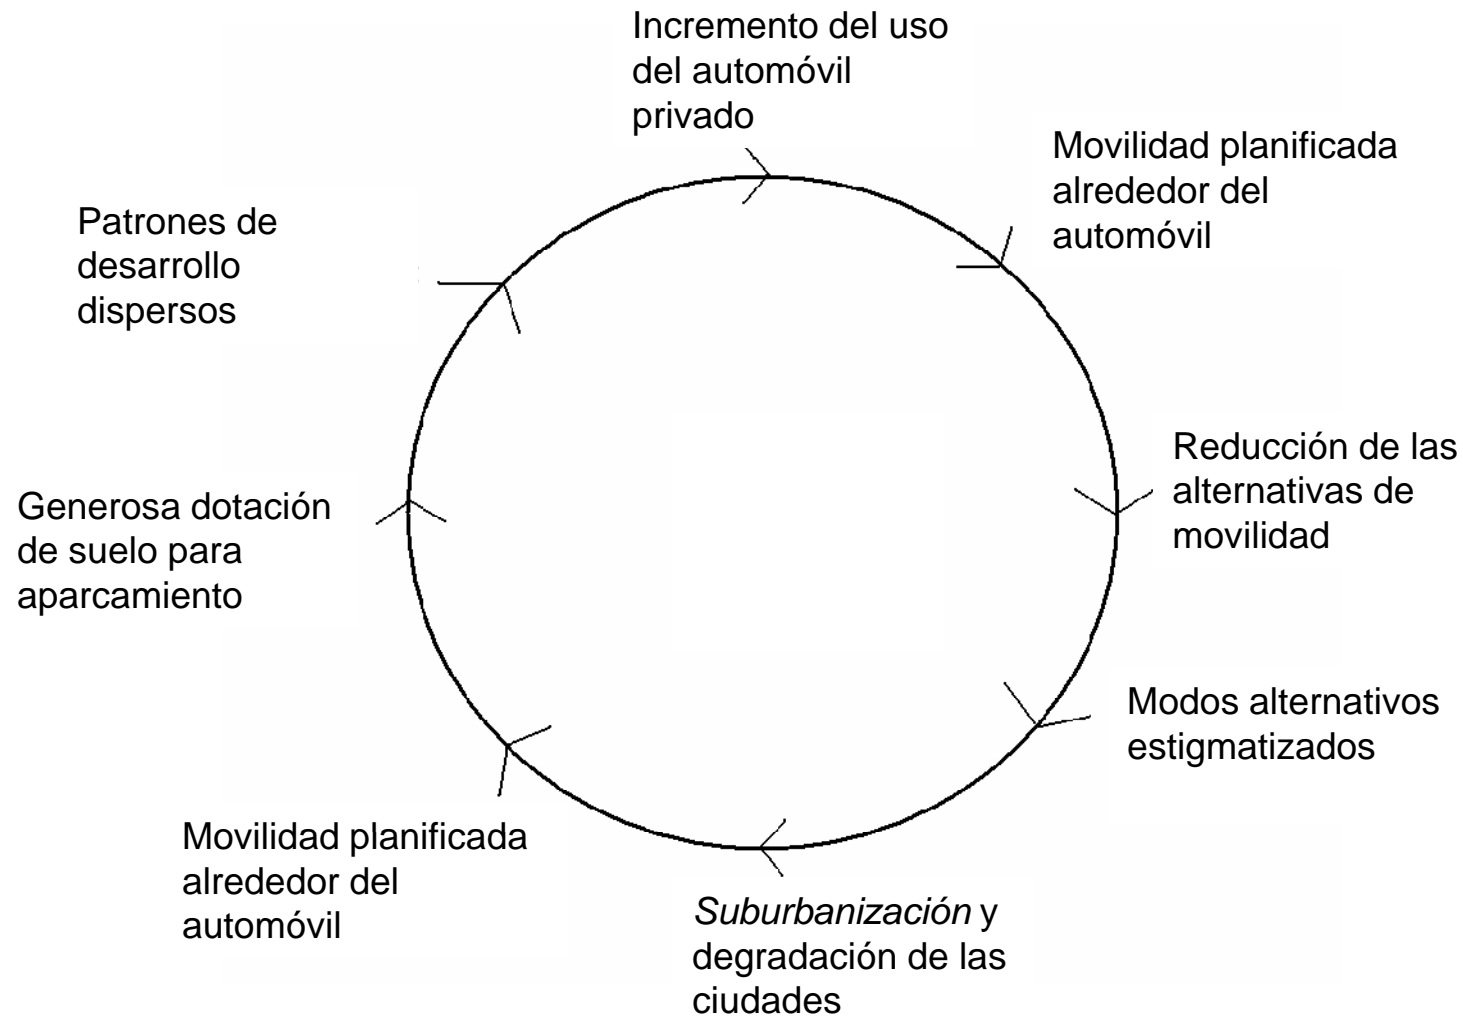 Incremento del uso
del automóvil
privado
Movilidad planificada
alrededor del
automóvil
Reducción de las
alternativas de
movilidad
Modos alternativos
estigmatizados
Suburbanización y
degradación de las
ciudades
Movilidad planificada
alrededor del
automóvil
Generosa dotación
de suelo para
aparcamiento
Patrones de
desarrollo
dispersos